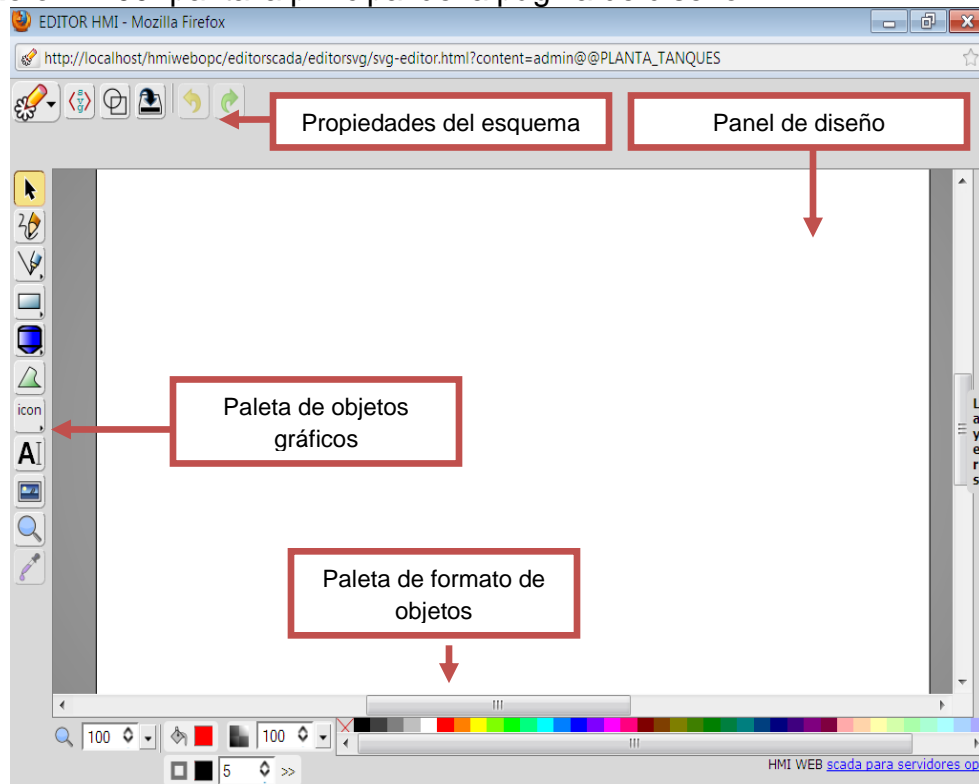 EDITOR HMI - Mozilla Firefox
http://localhost/hmiwebopc/editorscada/editorsvg/svg-editor.html?content=admin@@PLANTA_TANQUES
Propiedades del esquema
Panel de diseño
icon
A
Paleta de objetos
gráficos
Layers
Paleta de formato de
objetos
100
100
5
>>
HMI WEB scada para servidores op